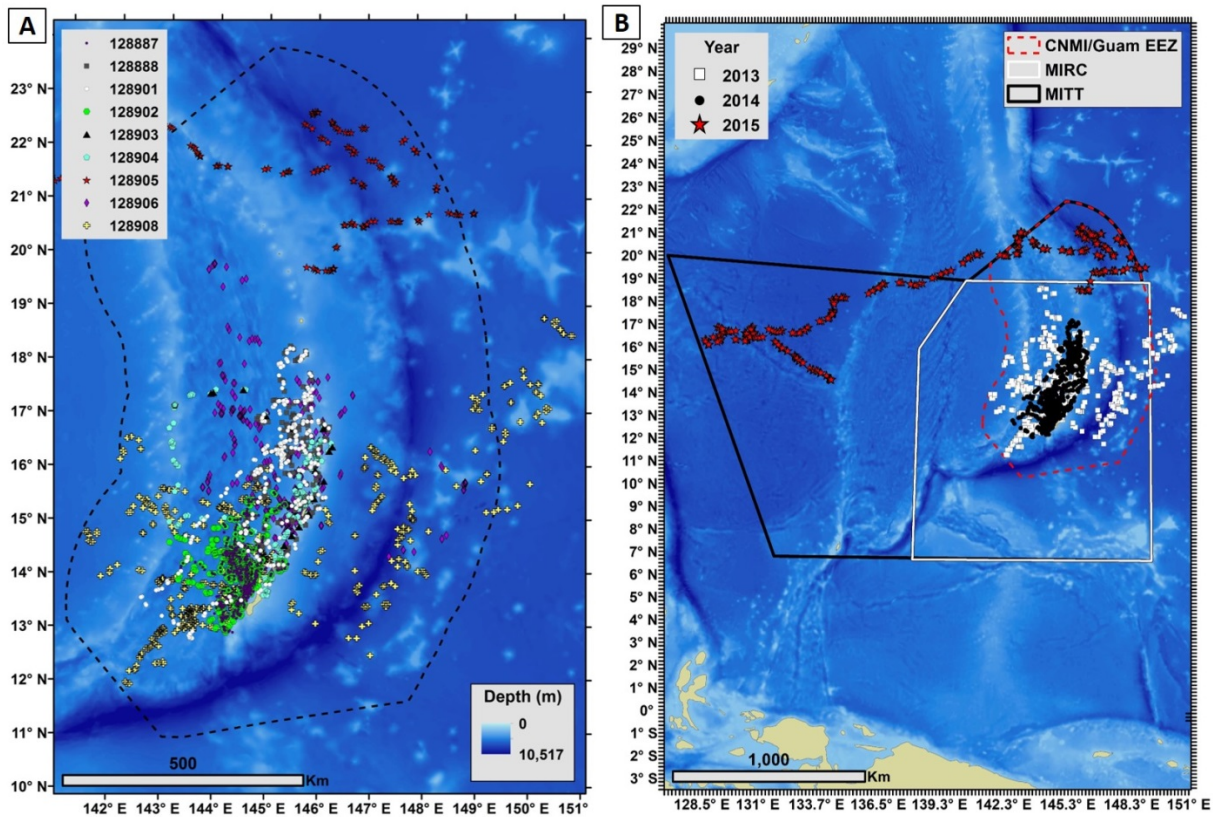 A
128887
128888
128901
128902
128903
128904
128905
128906
128908
23° N
22° N
21° N
20° N
19° N
18° N
17° N
16° N
15° N
14° N
13° N
12° N
11° N
10° N
Depth (m)
0
10,517
500
Km
142° E 143° E 144° E 145° E 146° E 147° E 148° E 149° E 150° E 151° E
B
Year
2013
2014
2015
CNMI/Guam EEZ
MIRC
MITT
29° N
28° N
27° N
26° N
25° N
24° N
23° N
22° N
21° N
20° N
19° N
18° N
17° N
16° N
15° N
14° N
13° N
12° N
11° N
10° N
9° N
8° N
7° N
6° N
5° N
4° N
3° N
2° N
1° N
0°
1° S
2° S
3° S
1,000
Km
128.5° E 131° E 133.7° E 136.5° E 139.3° E 142.3° E 145.3° E 148.3° E 151° E